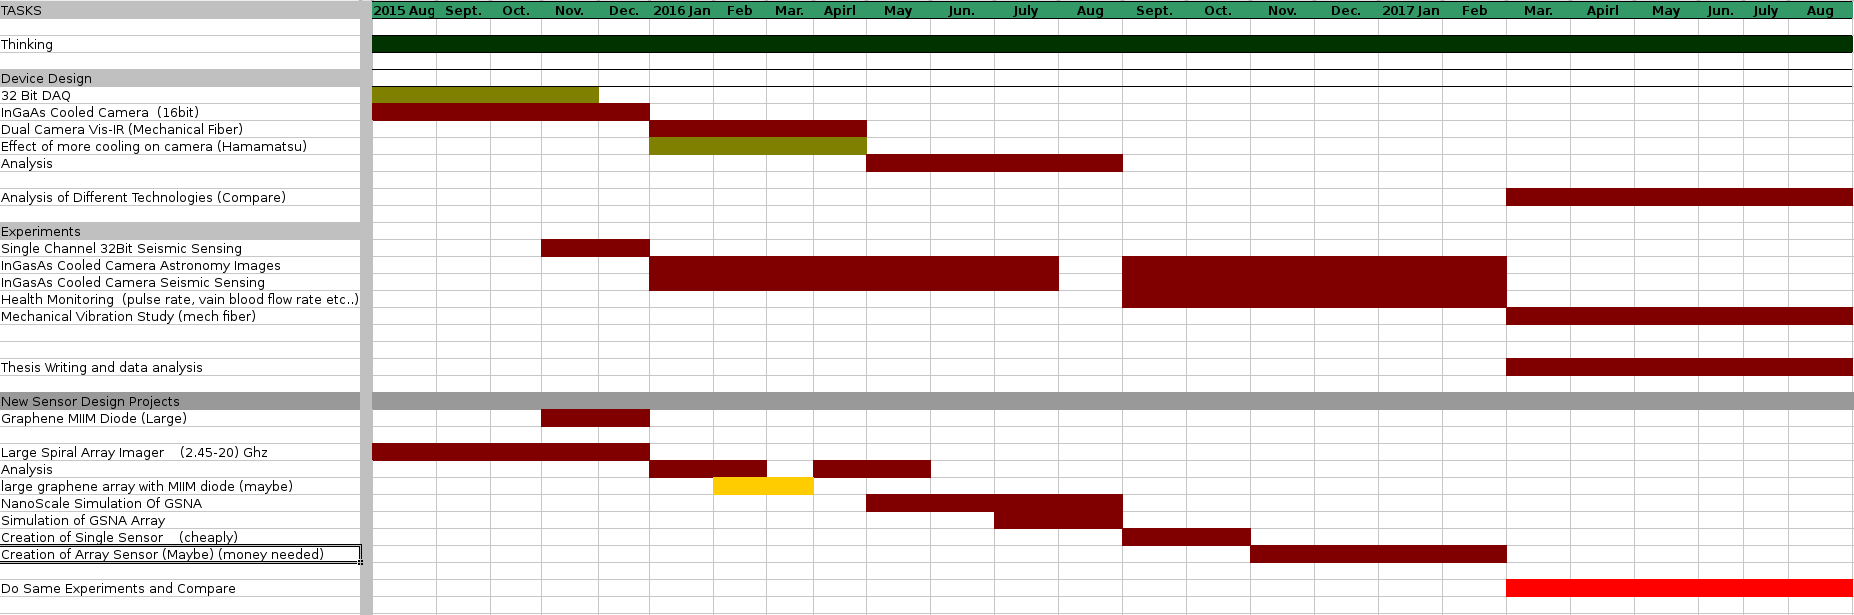 TASKS 2015 Aug Sept. Oct. Nov. Dec. 2016 Jan Feb Mar. Apirl May Jun. July Aug Sept. Oct. Nov. Dec. 2017 Jan Feb Mar. Apirl May Jun. July Aug
Thinking
Device Design
32 Bit DAQ
InGaAs Cooled Camera (16bit)
Dual Camera Vis-IR (Mechanical Fiber)
Effect of more cooling on camera (Hamamatsu)
Analysis
Analysis of Different Technologies (Compare)
Experiments
Single Channel 32Bit Seismic Sensing
InGasAs Cooled Camera Astronomy Images
InGasAs Cooled Camera Seismic Sensing
Health Monitoring (pulse rate, vain blood flow rate etc..)
Mechanical Vibration Study (mech fiber)
Thesis Writing and data analysis
New Sensor Design Projects
Graphene MIIM Diode (Large)
Large Spiral Array Imager (2.45-20) Ghz
Analysis
large graphene array with MIIM diode (maybe)
NanoScale Simulation Of GSNA
Simulation of GSNA Array
Creation of Single Sensor (cheaply)
Creation of Array Sensor (Maybe) (money needed)
Do Same Experiments and Compare